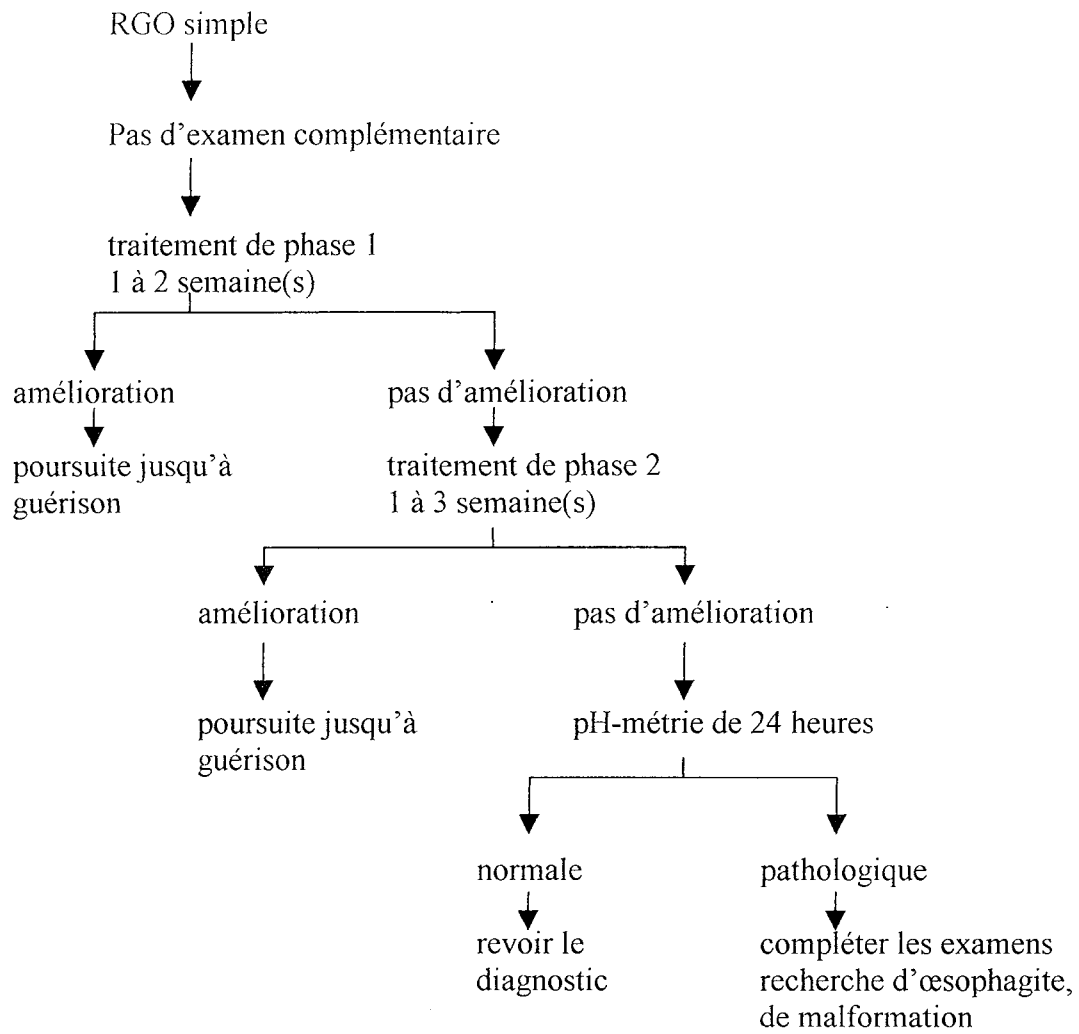 RGO simple
Pas d’examen complémentaire
traitement de phase 1
1 à 2 semaine(s)
amélioration
pas d’amélioration
poursuite jusqu’à
guérison
traitement de phase 2
1 à 3 semaine(s)
amélioration
pas d’amélioration
poursuite jusqu’à
guérison
pH-métrie de 24 heures
normale
pathologique
revoir le
diagnostic
compléter les examens
recherche d’œsophagite,
de malformation